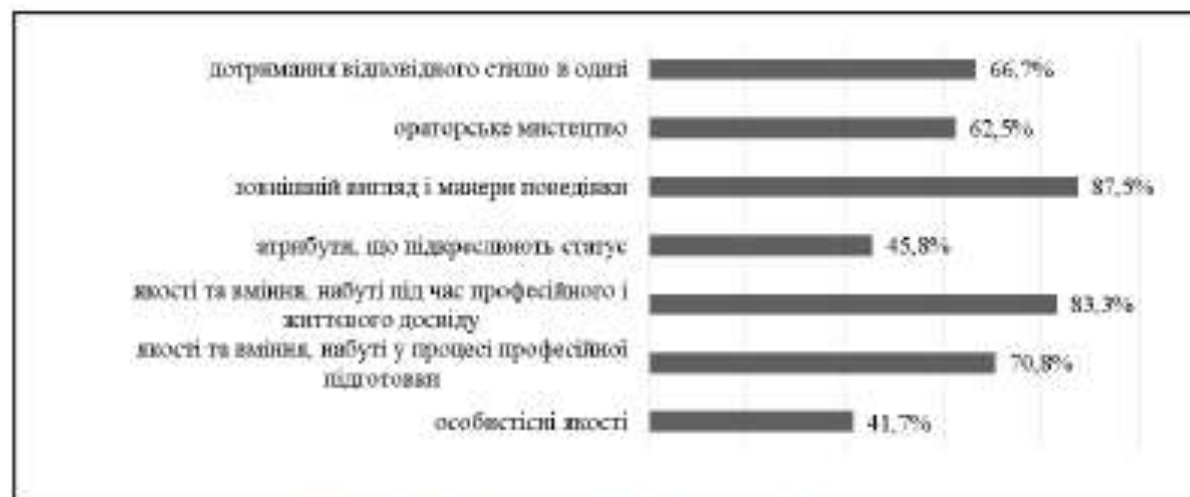 дотримання відповідного стилю в одязі
66,7%
ораторське мистецтво
62,5%
зовнішній вигляд і манери поведінки
87,5%
атрибути, що підкреслюють статус
45,8%
якості та вміння, набуті під час професійного і
життєвого досвіду
83,3%
якості та вміння, набуті у процесі професійної
підготовки
70,8%
особистісні якості
41,7%